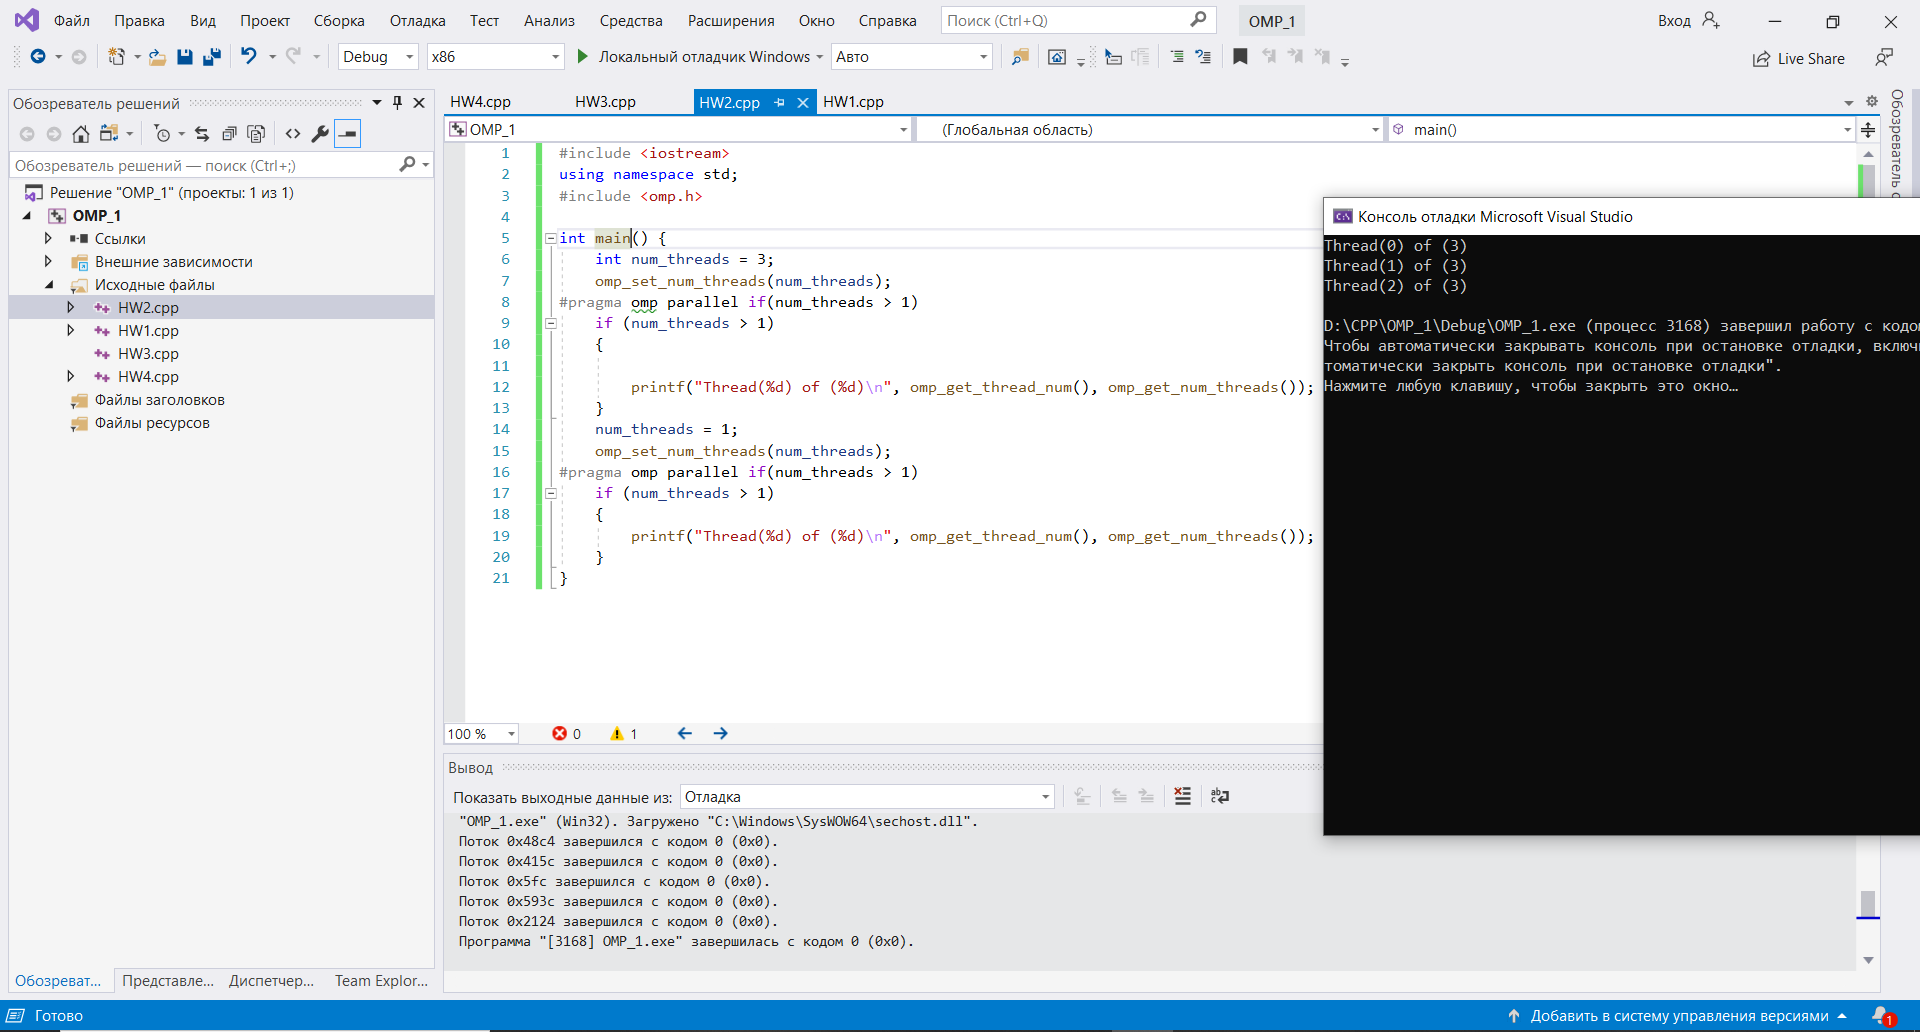 Файл Правка Вид Проект Сборка Отладка Тест Анализ Средства Расширения Окно Справка Поиск (Ctrl+Q) OMP_1 Вход
Debug x86 Локальный отладчик Windows Авто Live Share
Обозреватель решений
Обозреватель решений — поиск (Ctrl+;)
Решение "OMP_1" (проекты: 1 из 1)
OMP_1
Ссылки
Внешние зависимости
Исходные файлы
HW2.cpp
HW1.cpp
HW3.cpp
HW4.cpp
Файлы заголовков
Файлы ресурсов
Обозреват... Представле... Диспетчер... Team Explor...
HW4.cpp HW3.cpp HW2.cpp HW1.cpp
OMP_1 (Глобальная область) main()
1 #include <iostream>
2 using namespace std;
3 #include <omp.h>
4
5 int main() {
6 int num_threads = 3;
7 omp_set_num_threads(num_threads);
8 #pragma omp parallel if(num_threads > 1)
9 if (num_threads > 1)
10 {
11
12 printf("Thread(%d) of (%d)\n", omp_get_thread_num(), omp_get_num_threads());
13 }
14 num_threads = 1;
15 omp_set_num_threads(num_threads);
16 #pragma omp parallel if(num_threads > 1)
17 if (num_threads > 1)
18 {
19 printf("Thread(%d) of (%d)\n", omp_get_thread_num(), omp_get_num_threads());
20 }
21 }
100 % 0 1
Вывод
Показать выходные данные из: Отладка
"OMP_1.exe" (Win32). Загружено "C:\Windows\SysWOW64\sechost.dll".
Поток 0x48c4 завершился с кодом 0 (0x0).
Поток 0x415c завершился с кодом 0 (0x0).
Поток 0x5fc завершился с кодом 0 (0x0).
Поток 0x593c завершился с кодом 0 (0x0).
Поток 0x2124 завершился с кодом 0 (0x0).
Программа "[3168] OMP_1.exe" завершилась с кодом 0 (0x0).
Консоль отладки Microsoft Visual Studio
Thread(0) of (3)
Thread(1) of (3)
Thread(2) of (3)
D:\CPP\OMP_1\Debug\OMP_1.exe (процесс 3168) завершил работу с кодо
Чтобы автоматически закрывать консоль при остановке отладки, включ
томатически закрыть консоль при остановке отладки".
Нажмите любую клавишу, чтобы закрыть это окно…
Обозреватель с
Готово Добавить в систему управления версиями 1